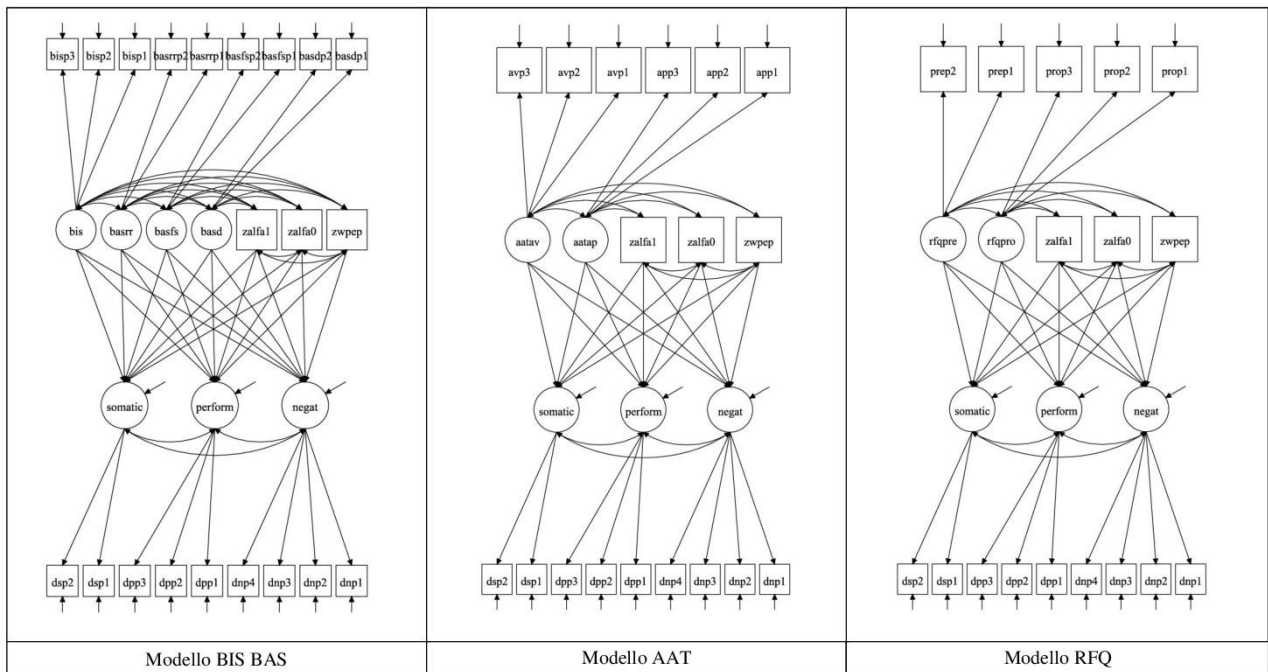 bisp3 bisp2 bisp1 basrrp2 basrrp1 basfsp2 basfsp1 basdp2 basdp1
bis basrr basfs basd zalfa1 zalfa0 zwpep
somatic perform negat
dsp2 dsp1 dpp3 dpp2 dpp1 dnp4 dnp3 dnp2 dnp1
Modello BIS BAS
avp3 avp2 avp1 app3 app2 app1
aatav aatap zalfa1 zalfa0 zwpep
somatic perform negat
dsp2 dsp1 dpp3 dpp2 dpp1 dnp4 dnp3 dnp2 dnp1
Modello AAT
prep2 prep1 prop3 prop2 prop1
rfqpre rfqpro zalfa1 zalfa0 zwpep
somatic perform negat
dsp2 dsp1 dpp3 dpp2 dpp1 dnp4 dnp3 dnp2 dnp1
Modello RFQ